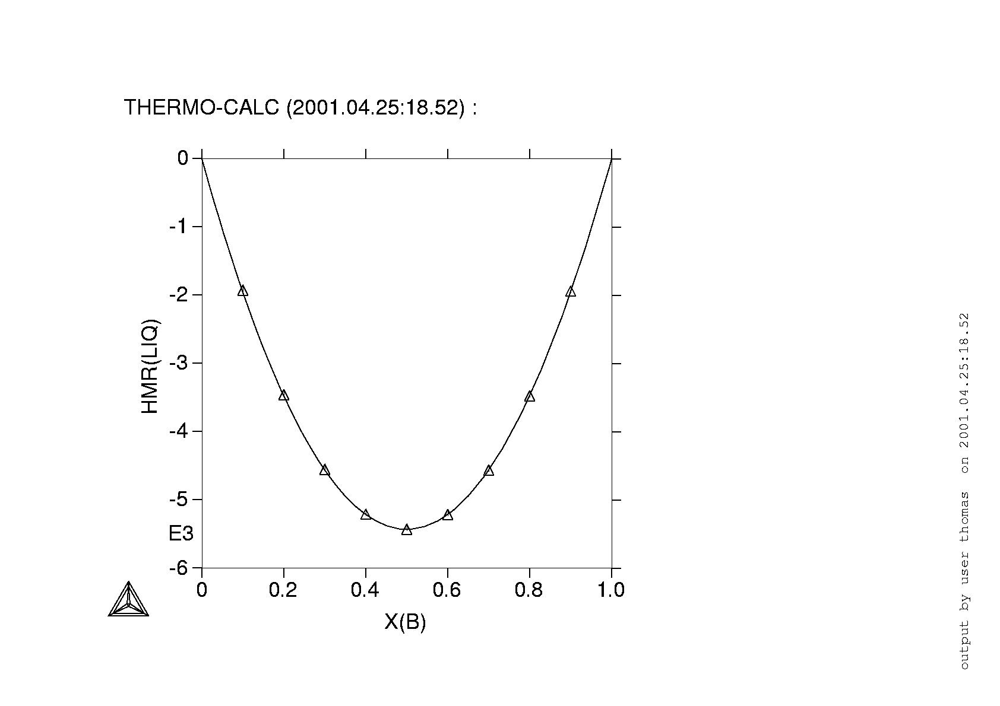 THERMO-CALC (2001.04.25:18.52) :
0
-1
-2
-3
-4
-5
E3
-6
HMR(LIQ)
0 0.2 0.4 0.6 0.8 1.0
X(B)
output by user thomas on 2001.04.25:18.52